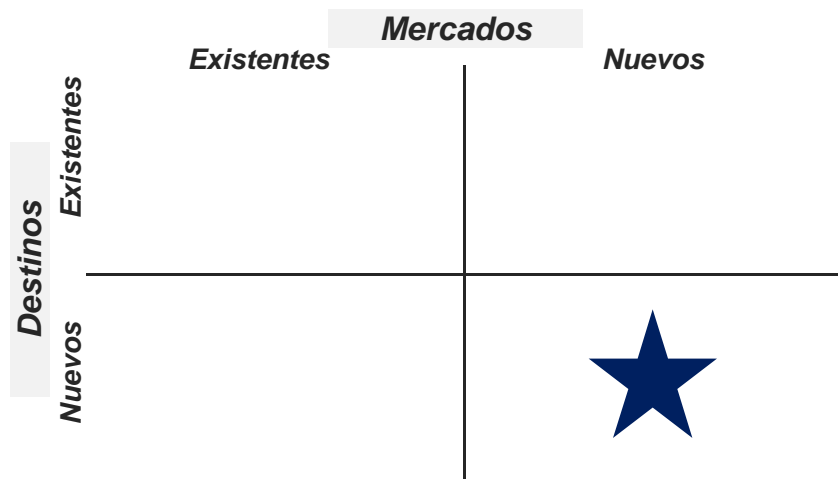 Mercados
Existentes
Nuevos
Destinos
Existentes
Nuevos